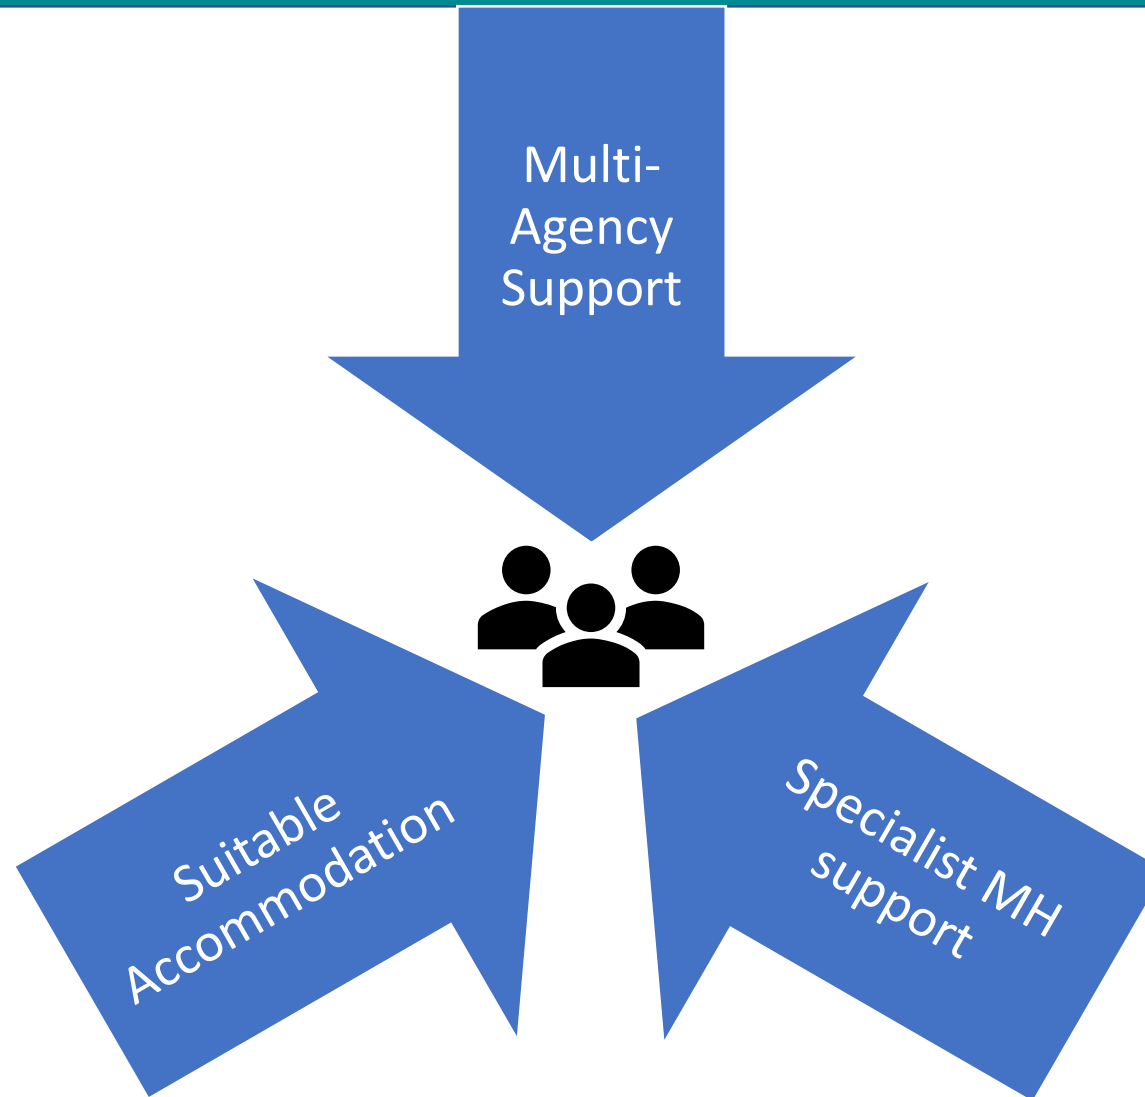 Multi-
Agency
Support
Suitable
Accommodation
Specialist MH
support